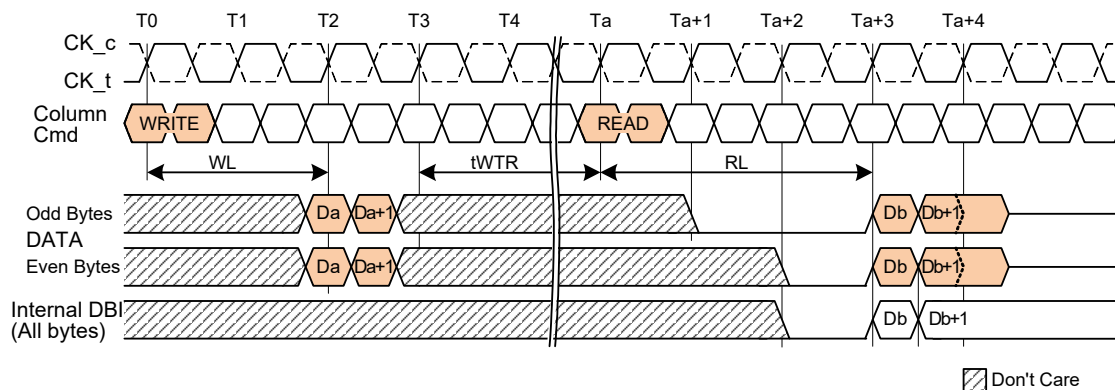 T0 T1 T2 T3 T4 Ta Ta+1 Ta+2 Ta+3 Ta+4
CK_c
CK_t
Column
Cmd
WRITE READ
WL tWTR RL
Odd Bytes Da Da+1 Db Db+1
DATA
Even Bytes Da Da+1 Db Db+1
Internal DBI
(All bytes)
Db Db+1
Don't Care